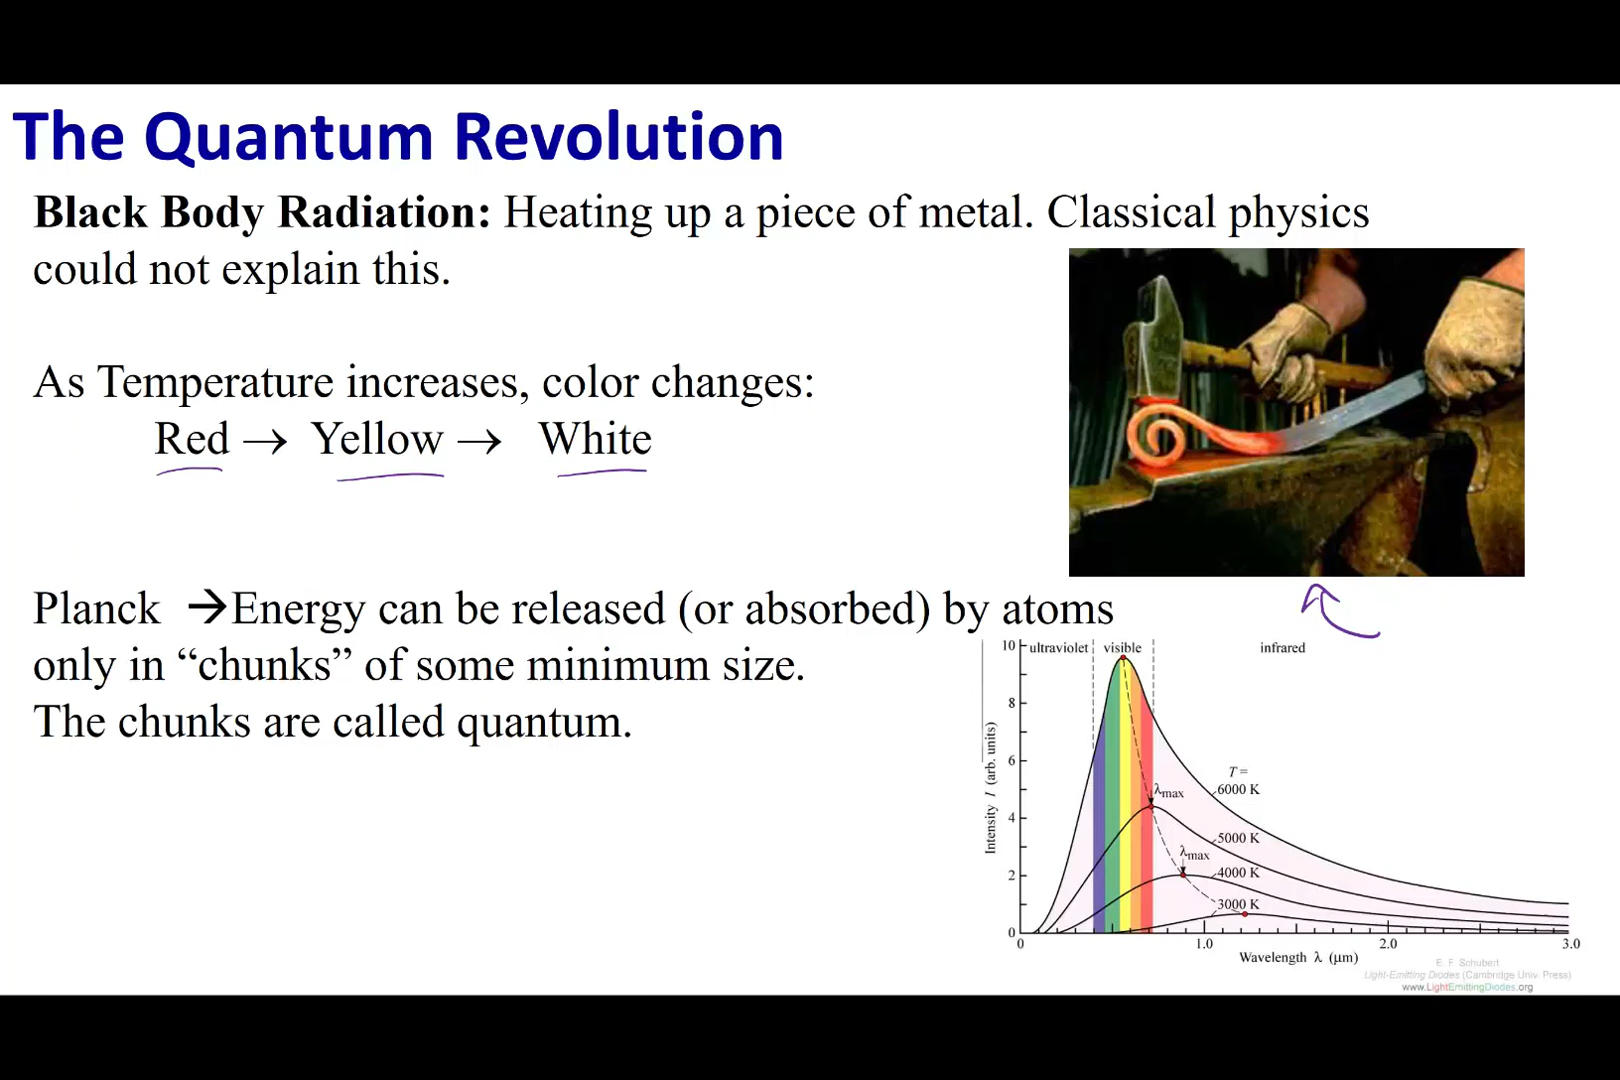 The Quantum Revolution
Black Body Radiation: Heating up a piece of metal. Classical physics
could not explain this.
As Temperature increases, color changes:
Red → Yellow → White
Planck →Energy can be released (or absorbed) by atoms
only in “chunks” of some minimum size.
The chunks are called quantum.
10
8
6
4
2
0
Intensity I (arb. units)
ultraviolet visible infrared
T =
6000 K
λmax
5000 K
λmax
4000 K
3000 K
0 1.0 2.0 3.0
Wavelength λ (μm)
E. F. Schubert
Light-Emitting Diodes (Cambridge Univ. Press)
www.LightEmittingDiodes.org